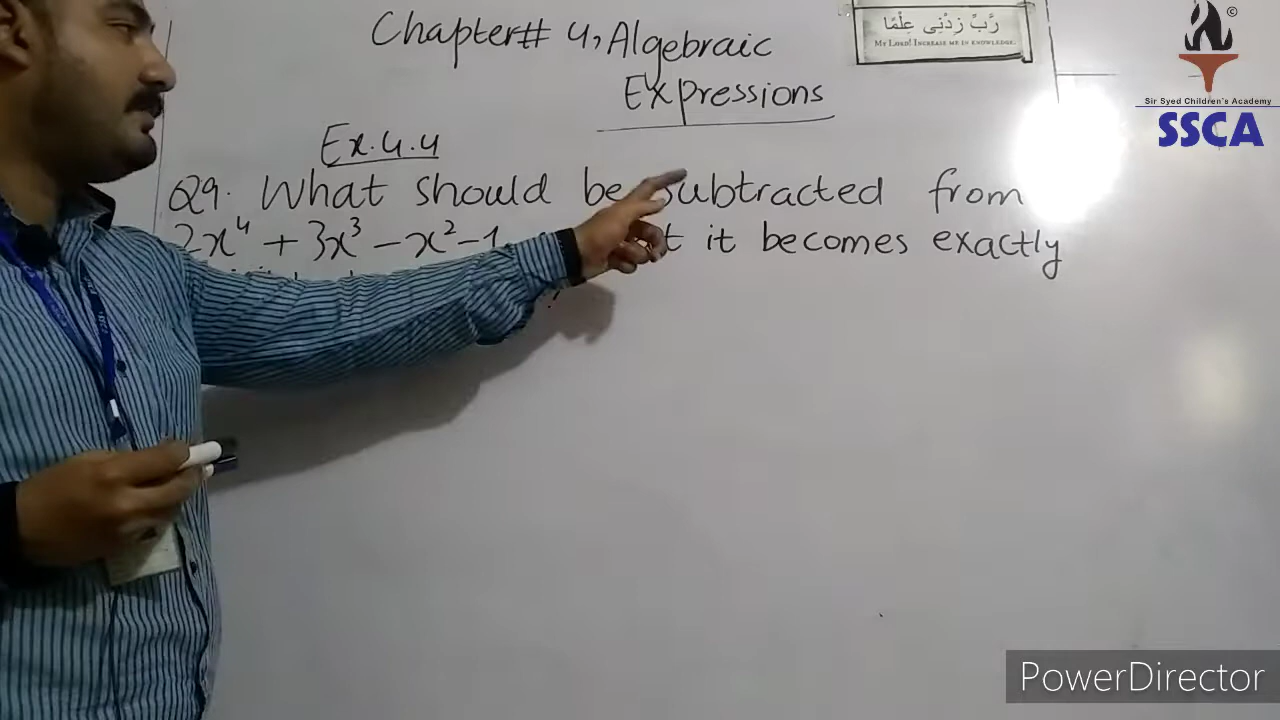 Chapter# 4, Algebraic
Expressions
رَّبِّ زِدْنِى عِلْمًا
MY LORD! INCREASE ME IN KNOWLEDGE.
©
Sir Syed Children's Academy
SSCA
Ex.4.4
Q9. What should be subtracted from
2x⁴ + 3x³ - x² - 1 it becomes exactly
PowerDirector